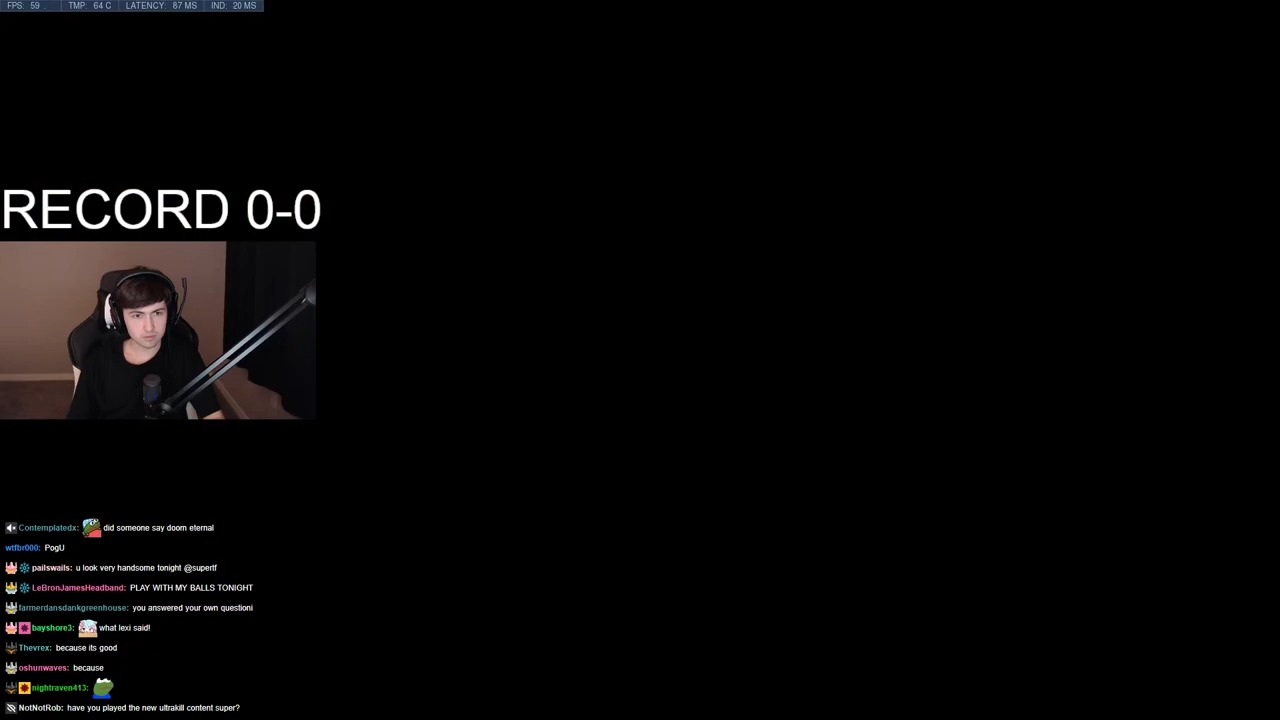 FPS: 59 TMP: 64 C LATENCY: 87 MS IND: 20 MS
RECORD 0-0
Contemplatedx: did someone say doom eternal
wtfbr000: PogU
pailswails: u look very handsome tonight @supertf
LeBronJamesHeadband: PLAY WITH MY BALLS TONIGHT
farmerdansdankgreenhouse: you answered your own questioni
bayshore3: what lexi said!
Thevrex: because its good
oshunwaves: because
nightraven413:
NotNotRob: have you played the new ultrakill content super?